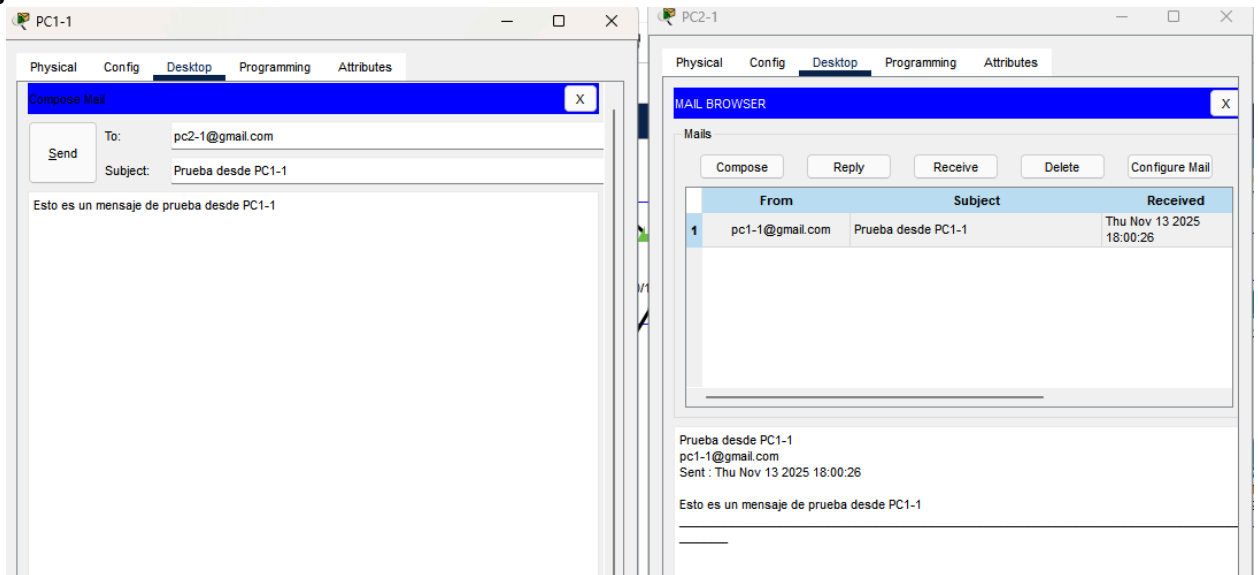 PC1-1
Physical Config Desktop Programming Attributes
Compose Mail
X
Send
To: pc2-1@gmail.com
Subject: Prueba desde PC1-1
Esto es un mensaje de prueba desde PC1-1
PC2-1
Physical Config Desktop Programming Attributes
MAIL BROWSER
X
Mails
Compose Reply Receive Delete Configure Mail
From Subject Received
1 pc1-1@gmail.com Prueba desde PC1-1 Thu Nov 13 2025
18:00:26
Prueba desde PC1-1
pc1-1@gmail.com
Sent : Thu Nov 13 2025 18:00:26
Esto es un mensaje de prueba desde PC1-1